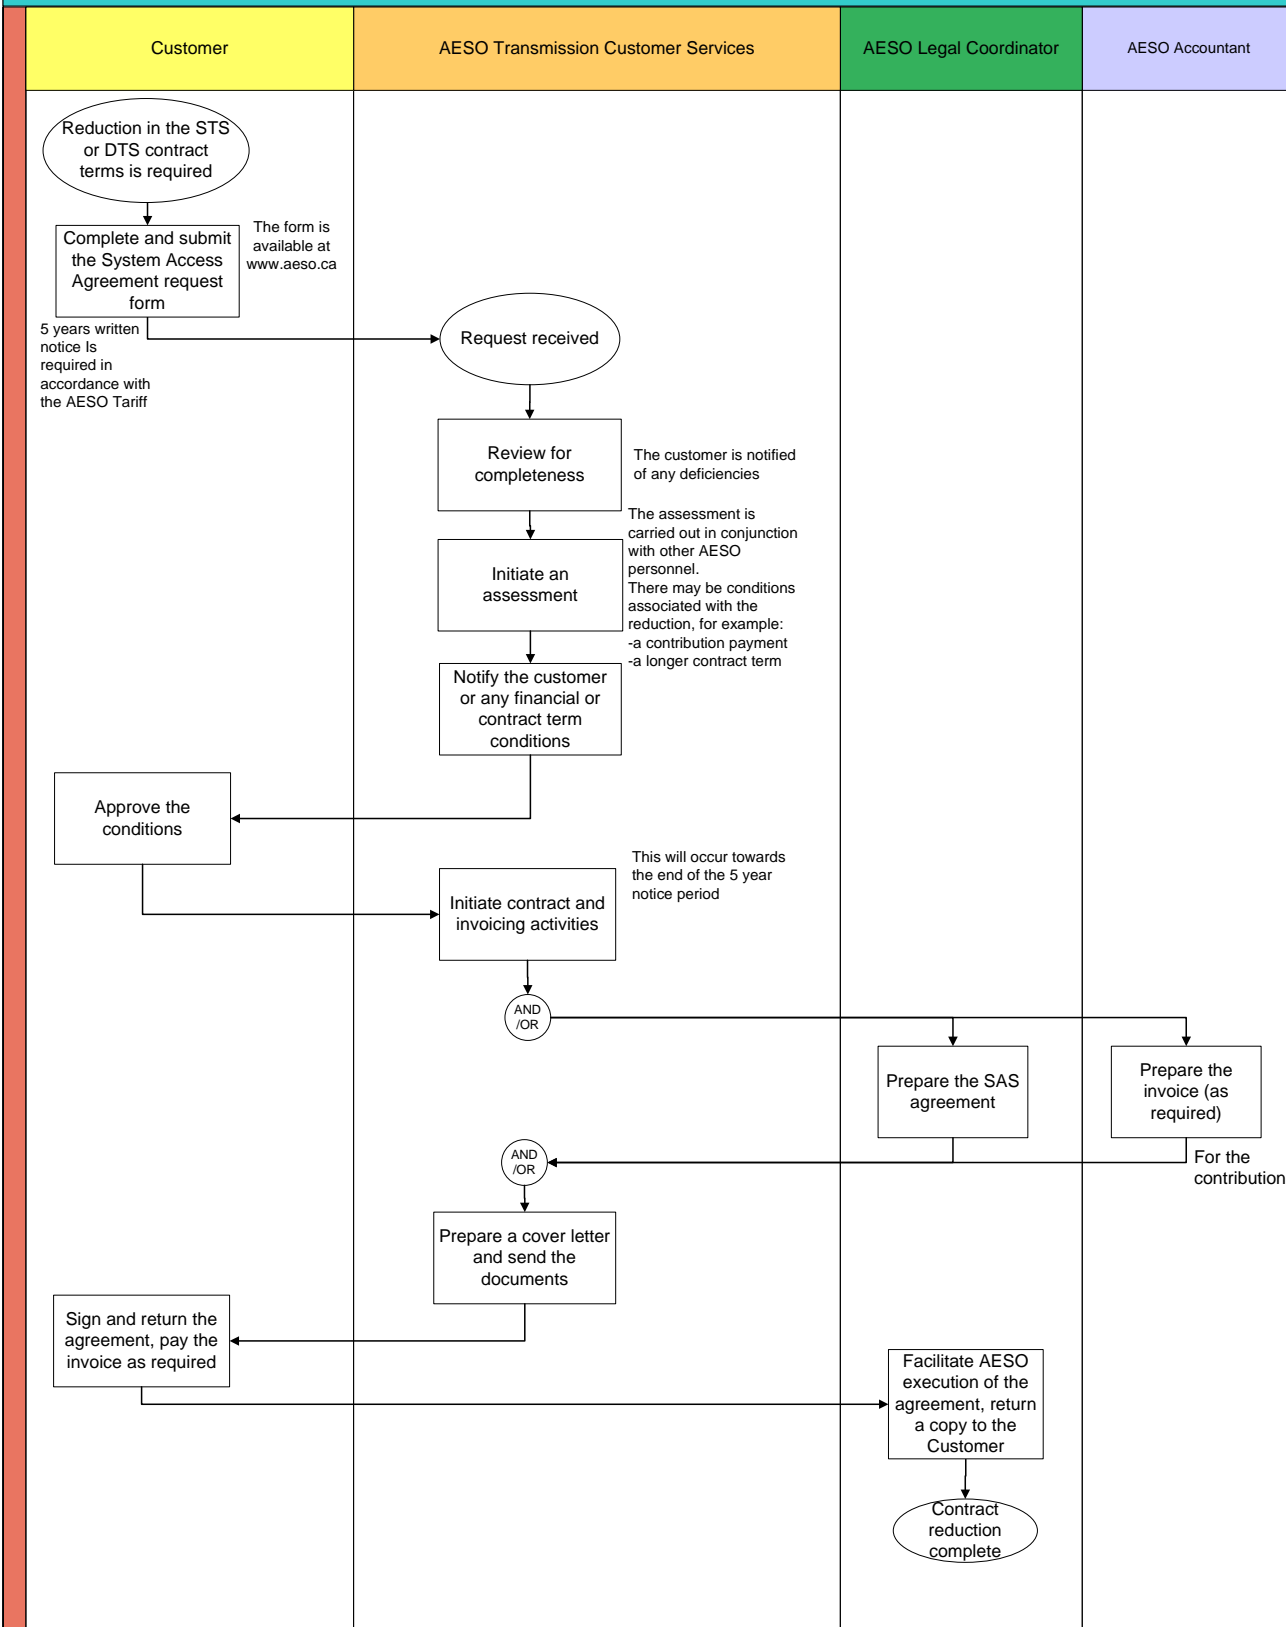 Customer
AESO Transmission Customer Services
AESO Legal Coordinator
AESO Accountant
Reduction in the STS
or DTS contract
terms is required
Complete and submit
the System Access
Agreement request
form
The form is
available at
www.aeso.ca
5 years written
notice Is
required in
accordance with
the AESO Tariff
Request received
Review for
completeness
The customer is notified
of any deficiencies
Initiate an
assessment
The assessment is
carried out in conjunction
with other AESO
personnel.
There may be conditions
associated with the
reduction, for example:
-a contribution payment
-a longer contract term
Notify the customer
or any financial or
contract term
conditions
Approve the
conditions
Initiate contract and
invoicing activities
This will occur towards
the end of the 5 year
notice period
AND
/OR
Prepare the SAS
agreement
Prepare the
invoice (as
required)
For the
contribution
AND
/OR
Prepare a cover letter
and send the
documents
Sign and return the
agreement, pay the
invoice as required
Facilitate AESO
execution of the
agreement, return
a copy to the
Customer
Contract
reduction
complete